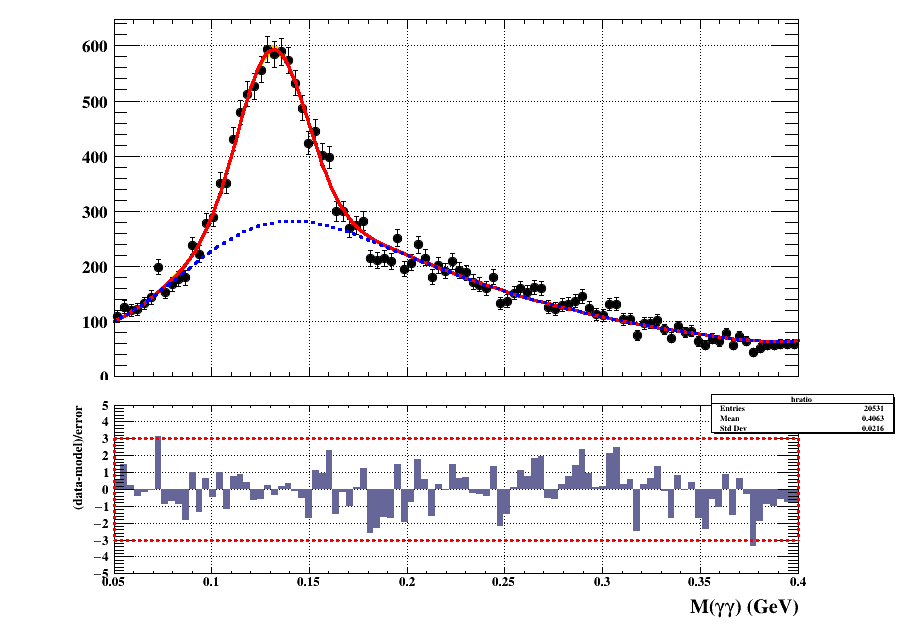 600
500
400
300
200
100
0
hratio
Entries 20531
Mean 0.4063
Std Dev 0.0216
(data-model)/error
5
4
3
2
1
0
−1
−2
−3
−4
−5
0.05 0.1 0.15 0.2 0.25 0.3 0.35 0.4
M(γγ) (GeV)